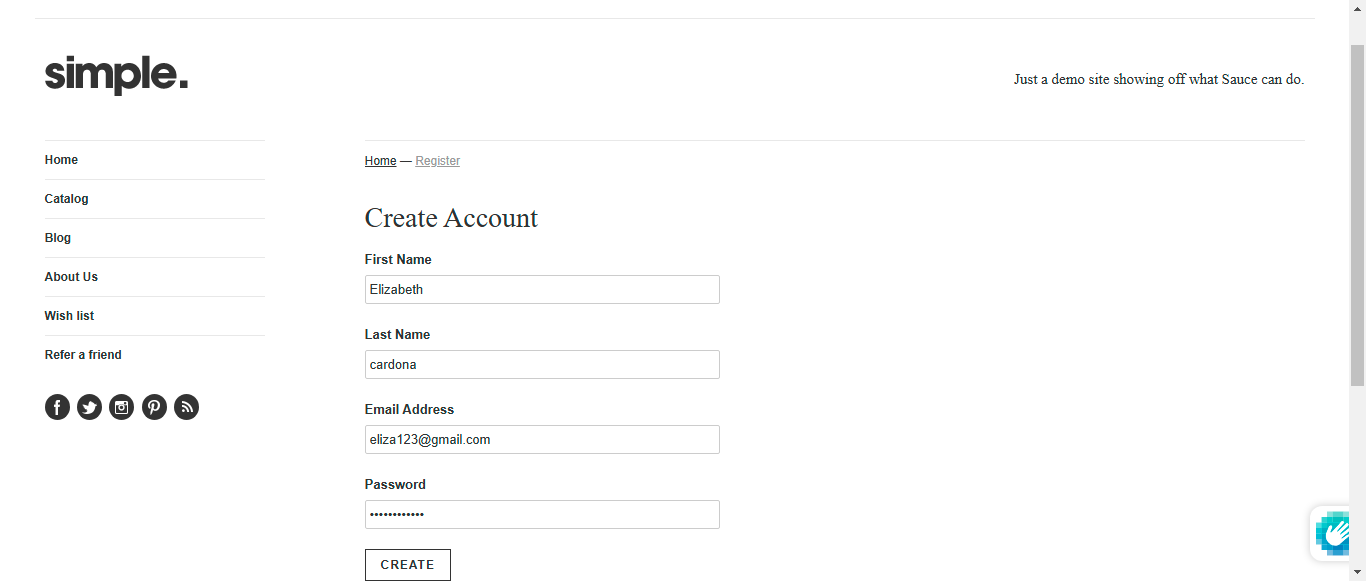 simple.
Just a demo site showing off what Sauce can do.
Home
Catalog
Blog
About Us
Wish list
Refer a friend
Home — Register
Create Account
First Name
Elizabeth
Last Name
cardona
Email Address
eliza123@gmail.com
Password
••••••••••••
CREATE